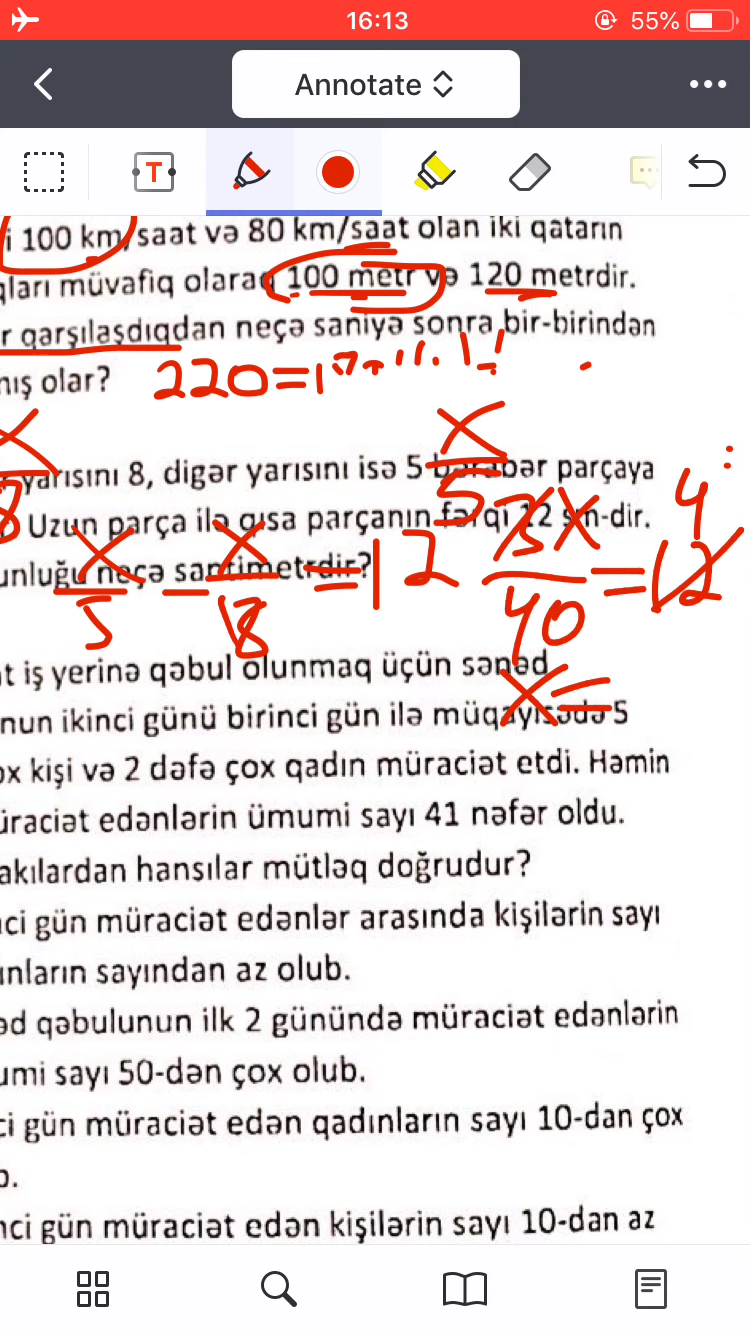 16:13 55%
Annotate
T
i 100 km/saat və 80 km/saat olan iki qatarın
ları müvafiq olaraq 100 metr və 120 metrdir.
r qarşılaşdıqdan neçə saniyə sonra bir-birindən
mış olar? 220=
x x
yarısını 8, digər yarısını isə 5 bərabər parçaya
8 5 4
Uzun parça ilə qısa parçanın fərqi 12 sm-dir.
unluğu neçə santimetrdir?
x/5 − x/8 = 12 3x/40 = 12
x=
t iş yerinə qəbul olunmaq üçün sənəd
nun ikinci günü birinci gün ilə müqayisədə 5
ox kişi və 2 dəfə çox qadın müraciət etdi. Həmin
üraciət edənlərin ümumi sayı 41 nəfər oldu.
akılardan hansılar mütləq doğrudur?
ci gün müraciət edənlər arasında kişilərin sayı
ınların sayından az olub.
əd qəbulunun ilk 2 günündə müraciət edənlərin
umi sayı 50-dən çox olub.
ci gün müraciət edən qadınların sayı 10-dan çox
b.
nci gün müraciət edən kişilərin sayı 10-dan az